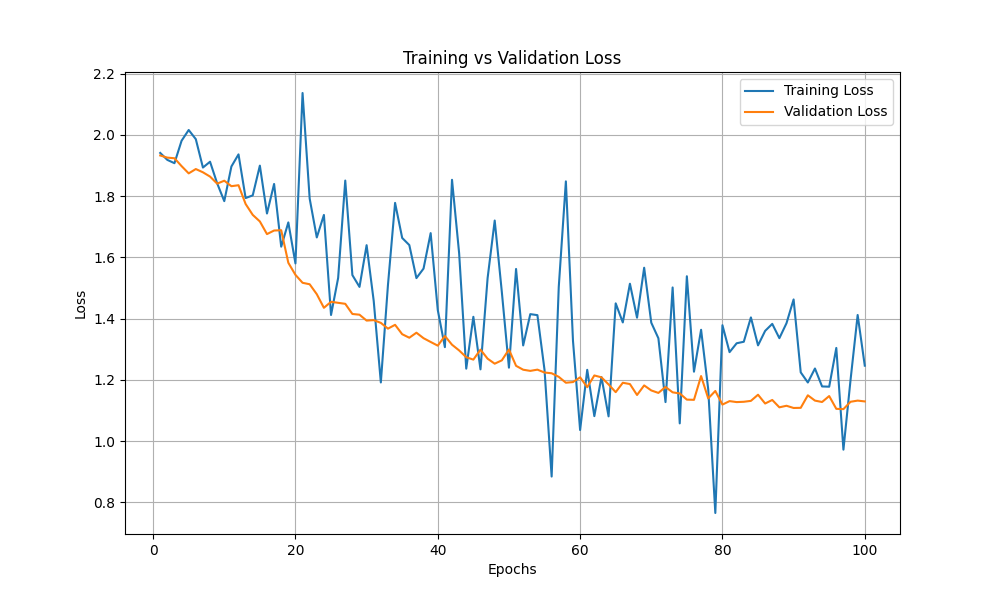 Training vs Validation Loss
Training Loss
Validation Loss
2.2
2.0
1.8
1.6
1.4
1.2
1.0
0.8
Loss
0 20 40 60 80 100
Epochs